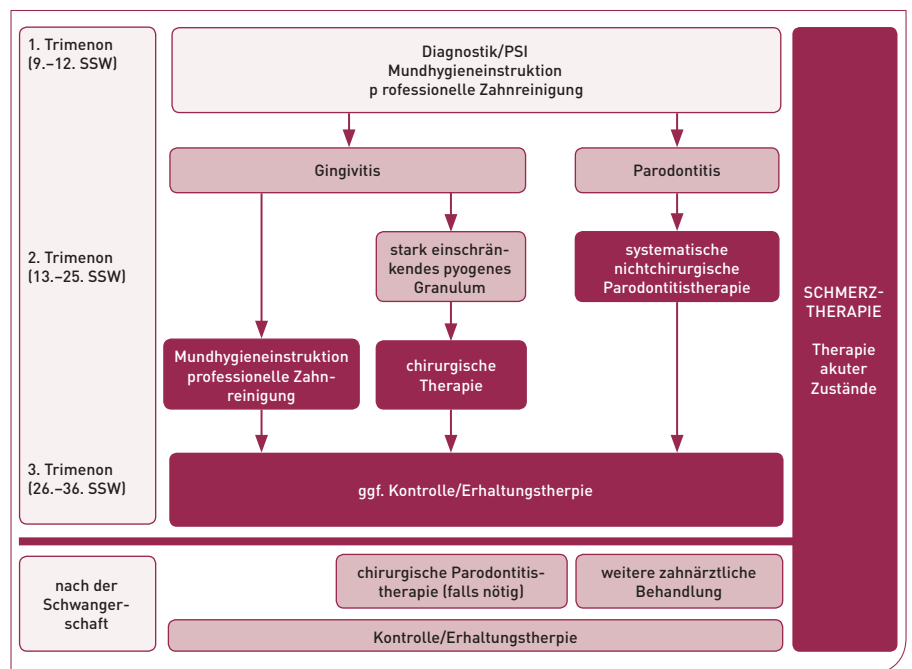 1. Trimenon
(9.–12. SSW)
Diagnostik/PSI
Mundhygieneinstruktion
p rofessionelle Zahnreinigung
Gingivitis
Parodontitis
2. Trimenon
(13.–25. SSW)
stark einschrän-
kendes pyogenes
Granulum
systematische
nichtchirurgische
Parodontitistherapie
Mundhygieneinstruktion
professionelle Zahn-
reinigung
chirurgische
Therapie
3. Trimenon
(26.–36. SSW)
ggf. Kontrolle/Erhaltungstherpie
SCHMERZ-
THERAPIE
Therapie
akuter
Zustände
nach der
Schwanger-
schaft
chirurgische Parodontitis-
therapie (falls nötig)
weitere zahnärztliche
Behandlung
Kontrolle/Erhaltungstherpie